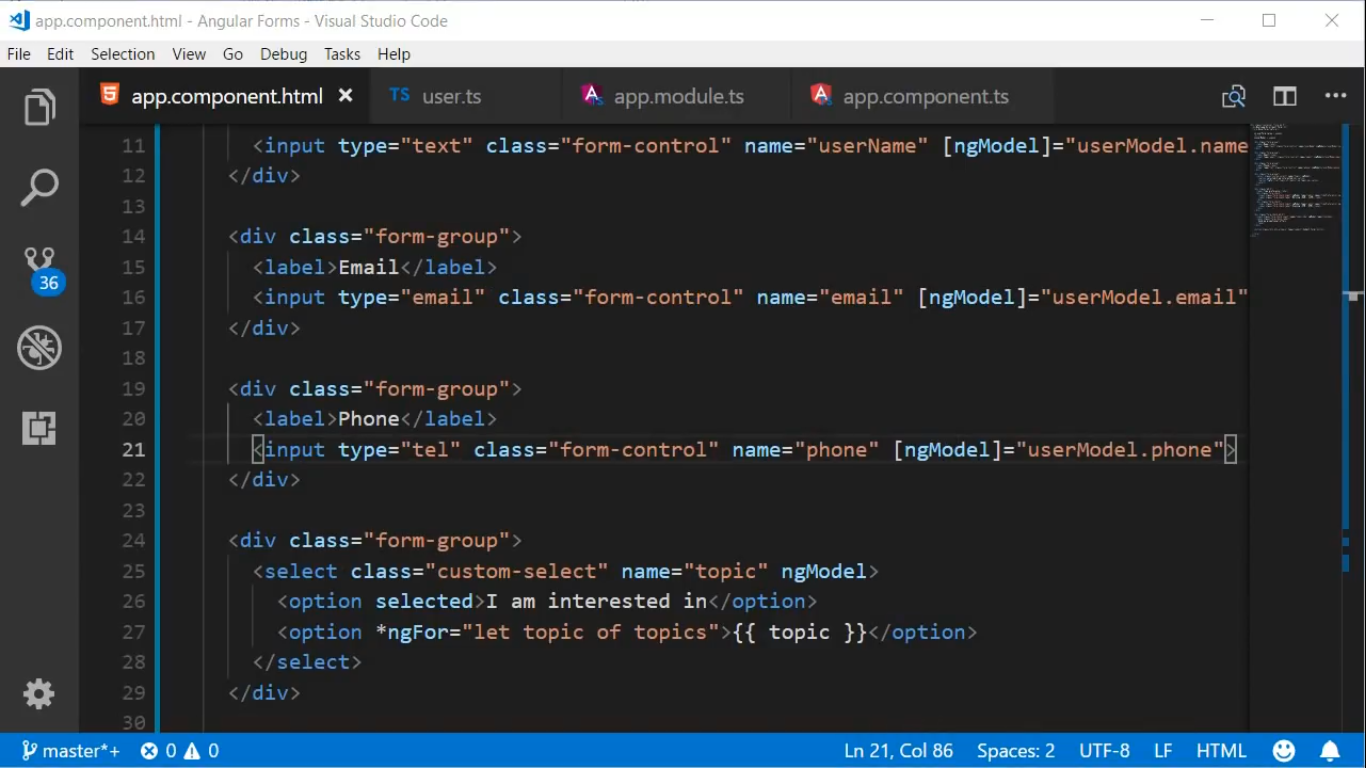 app.component.html - Angular Forms - Visual Studio Code
File Edit Selection View Go Debug Tasks Help
app.component.html TS user.ts app.module.ts app.component.ts
11 <input type="text" class="form-control" name="userName" [ngModel]="userModel.name
12 </div>
13
14 <div class="form-group">
15 <label>Email</label>
16 <input type="email" class="form-control" name="email" [ngModel]="userModel.email"
17 </div>
18
19 <div class="form-group">
20 <label>Phone</label>
21 <input type="tel" class="form-control" name="phone" [ngModel]="userModel.phone">
22 </div>
23
24 <div class="form-group">
25 <select class="custom-select" name="topic" ngModel>
26 <option selected>I am interested in</option>
27 <option *ngFor="let topic of topics">{{ topic }}</option>
28 </select>
29 </div>
30
36
master*+ 0 0 Ln 21, Col 86 Spaces: 2 UTF-8 LF HTML